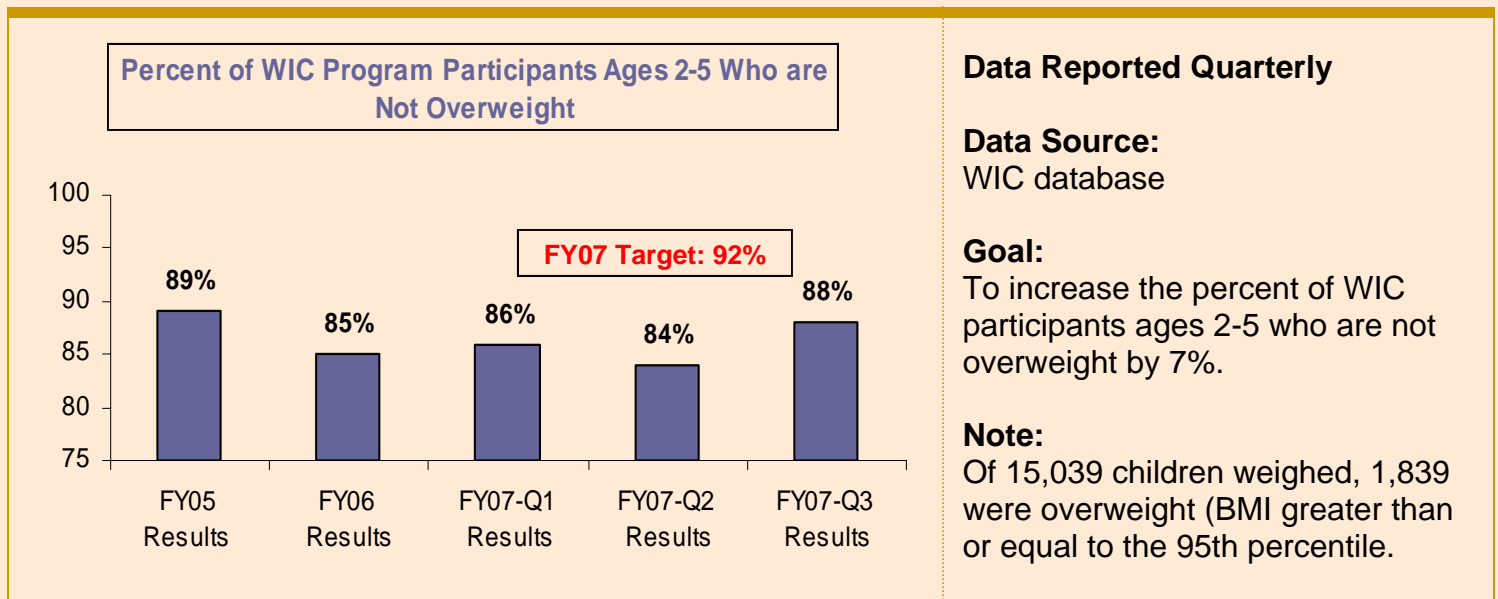 Percent of WIC Program Participants Ages 2-5 Who are
Not Overweight
100
95
90
85
80
75
FY07 Target: 92%
89%
85%
86%
84%
88%
FY05
Results
FY06
Results
FY07-Q1
Results
FY07-Q2
Results
FY07-Q3
Results
Data Reported Quarterly
Data Source:
WIC database
Goal:
To increase the percent of WIC
participants ages 2-5 who are not
overweight by 7%.
Note:
Of 15,039 children weighed, 1,839
were overweight (BMI greater than
or equal to the 95th percentile.